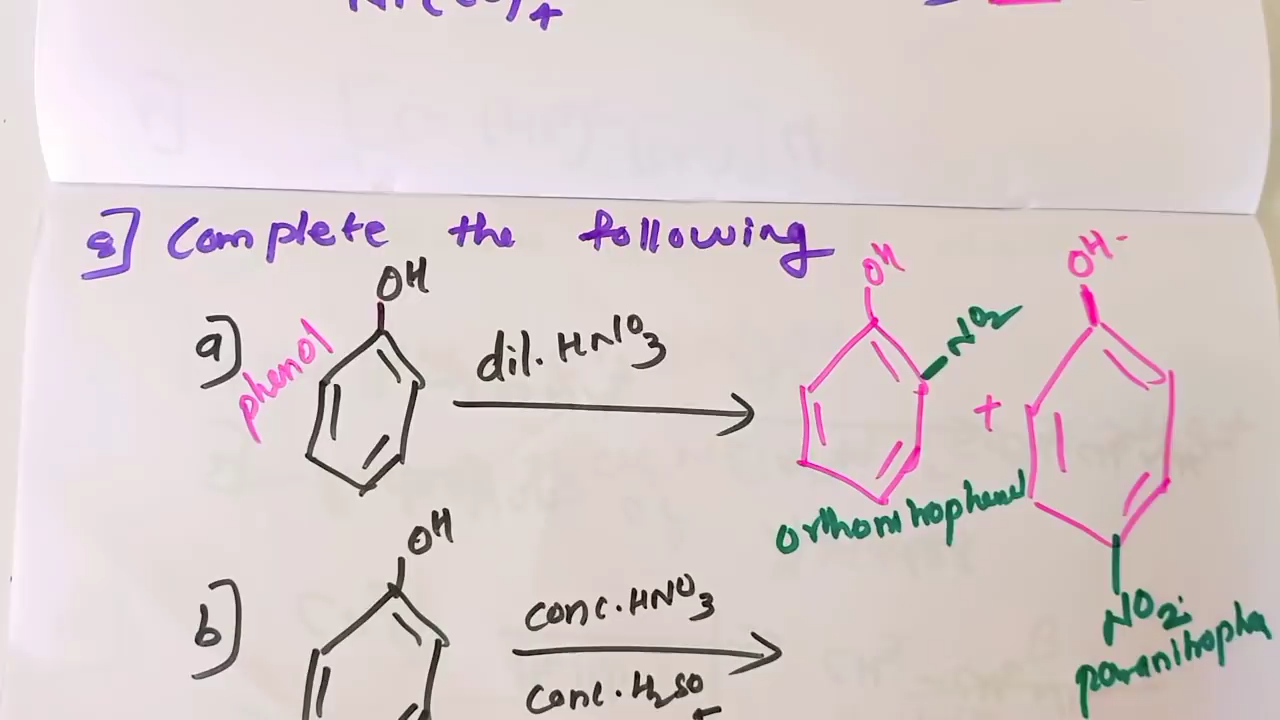 8] Complete the following
a] phenol OH dil. HNO3 OH NO2 + OH
orthonitrophenol
NO2
paranitrophe
b] OH conc. HNO3
conc. H2SO